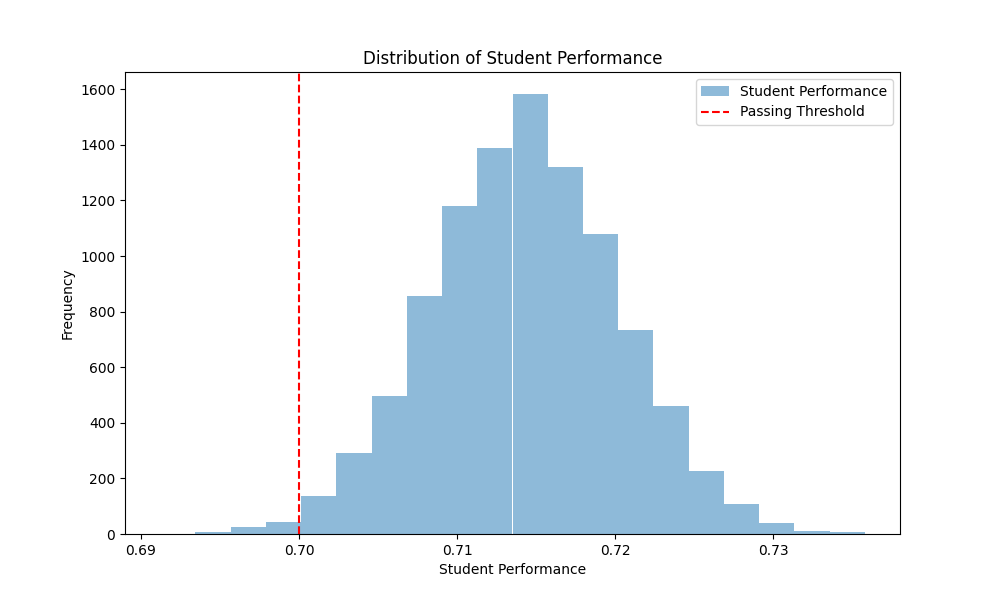 Distribution of Student Performance
Student Performance
Passing Threshold
1600
1400
1200
1000
800
600
400
200
0
Frequency
0.69 0.70 0.71 0.72 0.73
Student Performance